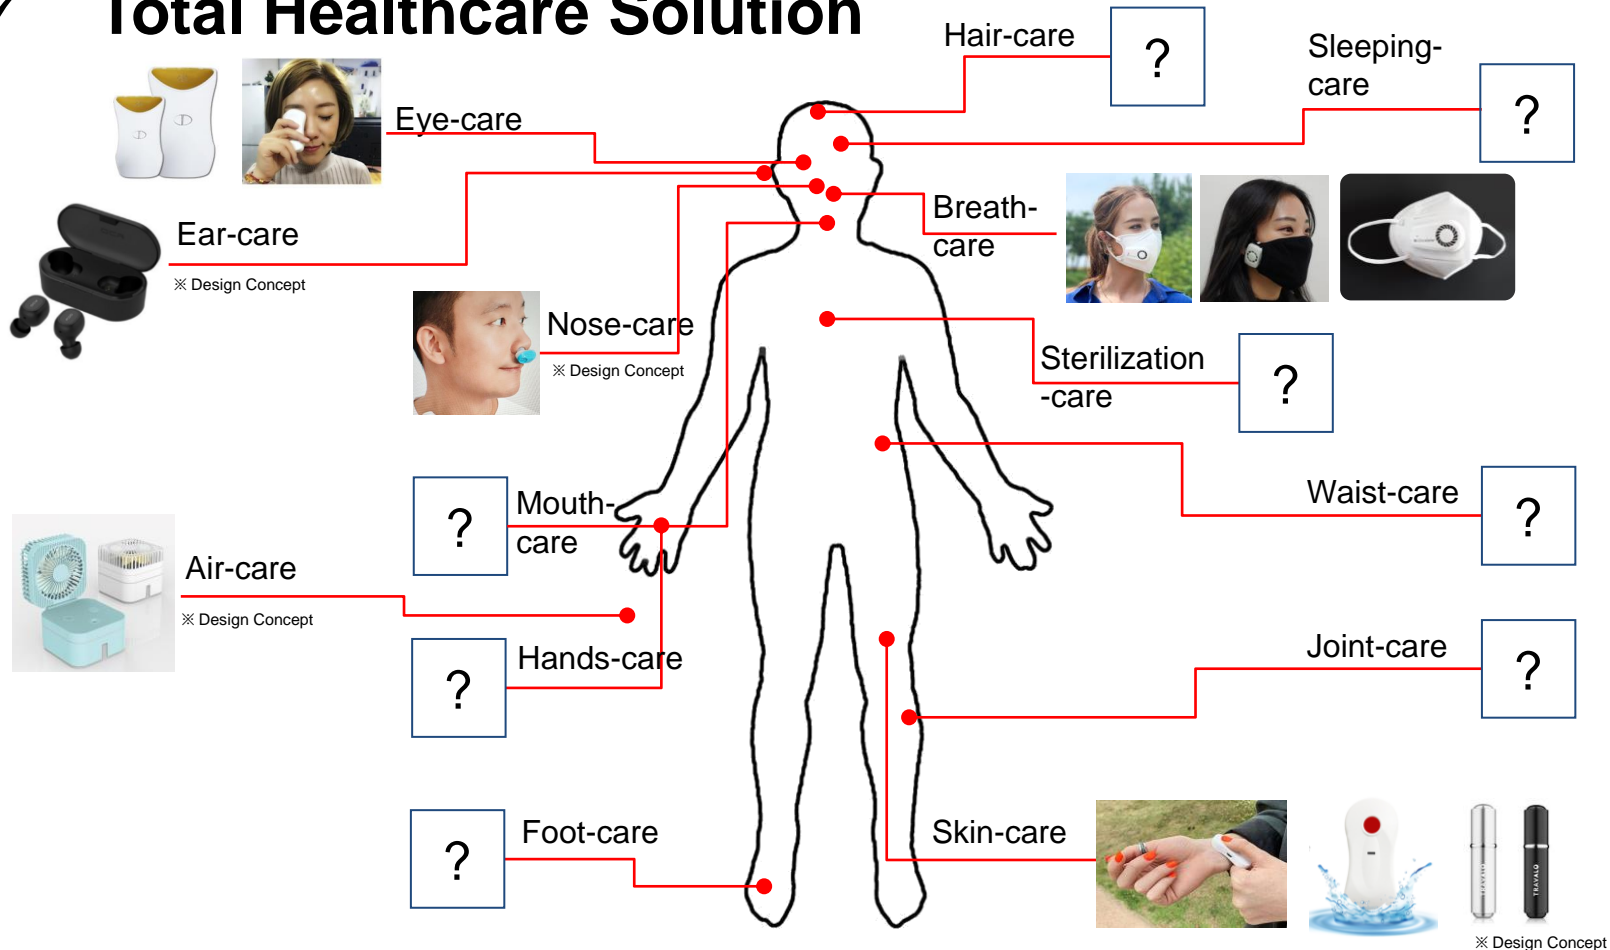 Total Healthcare Solution
Hair-care
?
Sleeping-
care
?
Eye-care
Ear-care
※ Design Concept
Breath-
care
Nose-care
※ Design Concept
Sterilization
-care
?
?
Mouth-
care
Waist-care
?
Air-care
※ Design Concept
?
Hands-care
Joint-care
?
?
Foot-care
Skin-care
TRAVALO
TRAVALO
※ Design Concept